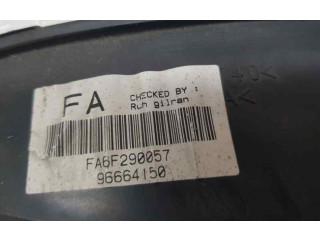 FA
CHECKED BY :
Ruh gilran
FA6F290057
96664150